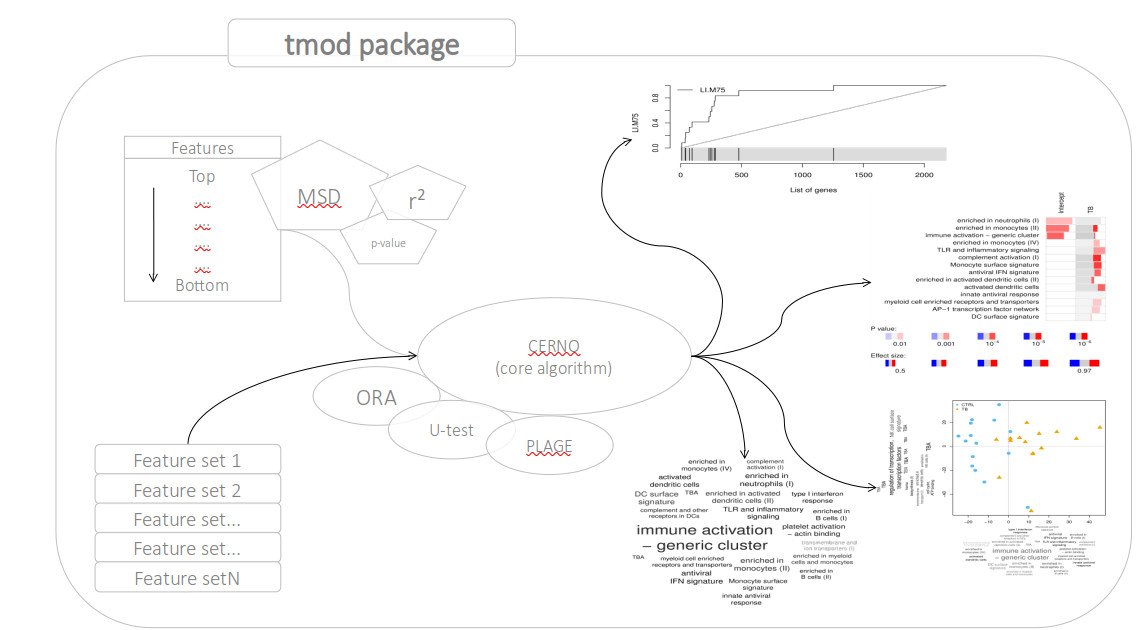 tmod package
Features
Top
....
....
....
....
Bottom
MSD
r²
p-value
CERNO
(core algorithm)
ORA
U-test
PLAGE
Feature set 1
Feature set 2
Feature set...
Feature set...
Feature setN
LI.M75
LI.M75
0.0
0.4
0.8
0
500
1000
1500
2000
List of genes
Intercept
TB
enriched in neutrophils (I)
enriched in monocytes (II)
immune activation – generic cluster
enriched in monocytes (IV)
TLR and inflammatory signaling
complement activation (I)
Monocyte surface signature
antiviral IFN signature
enriched in activated dendritic cells (II)
activated dendritic cells
innate antiviral response
myeloid cell enriched receptors and transporters
AP−1 transcription factor network
DC surface signature
P value:
0.01
0.001
Effect size:
0.5
0.97
enriched in
monocytes (IV)
complement
activation (I)
activated
dendritic cells
enriched in
neutrophils (I)
DC surface
signature
TBA
enriched in activated
dendritic cells (II)
type I interferon
response
complement and other
receptors in DCs
TLR and inflammatory
signaling
enriched in
B cells (I)
immune activation
– generic cluster
platelet activation
– actin binding
transmembrane and
ion transporters (I)
TBA
myeloid cell enriched
receptors and transporters
enriched in
monocytes (II)
enriched in myeloid
cells and monocytes
antiviral
IFN signature
Monocyte surface
signature
enriched in
B cells (II)
innate antiviral
response
CTRL
TB
regulation of transcription,
transcription factors
TBA
20
0
−20
−40
−20
−10
0
10
20
30
40
immune activation
– generic cluster